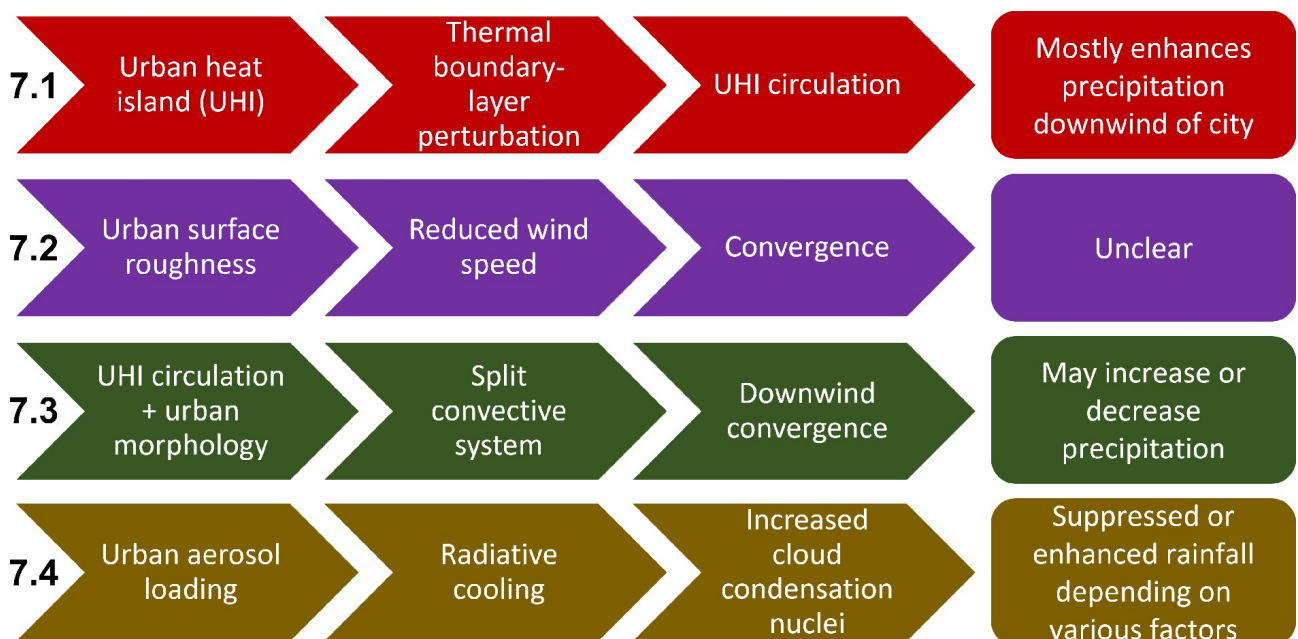 7.1
Urban heat
island (UHI)
Thermal
boundary-
layer
perturbation
UHI circulation
Mostly enhances
precipitation
downwind of city
7.2
Urban surface
roughness
Reduced wind
speed
Convergence
Unclear
7.3
UHI circulation
+ urban
morphology
Split
convective
system
Downwind
convergence
May increase or
decrease
precipitation
7.4
Urban aerosol
loading
Radiative
cooling
Increased
cloud
condensation
nuclei
Suppressed or
enhanced rainfall
depending on
various factors